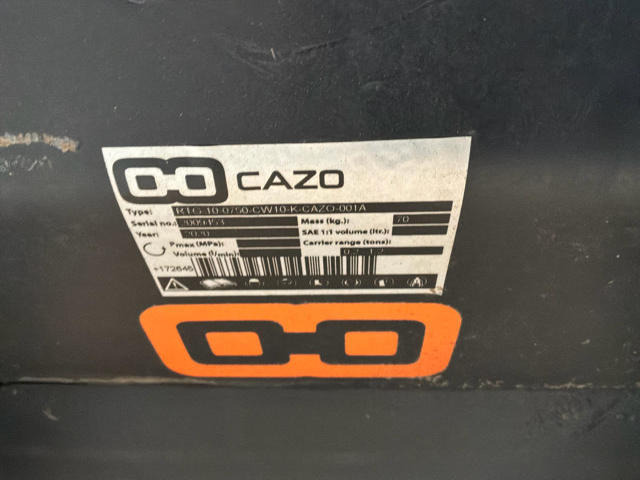 CAZO
Type: RTG-10-0750-CW10-K-CAZO-001A
Serial no.: Mass (kg.): 70
Year: 2020 SAE 1:1 volume (ltr.):
Pmax (MPa): Carrier range (tons):
Volume (l/min):
+172646